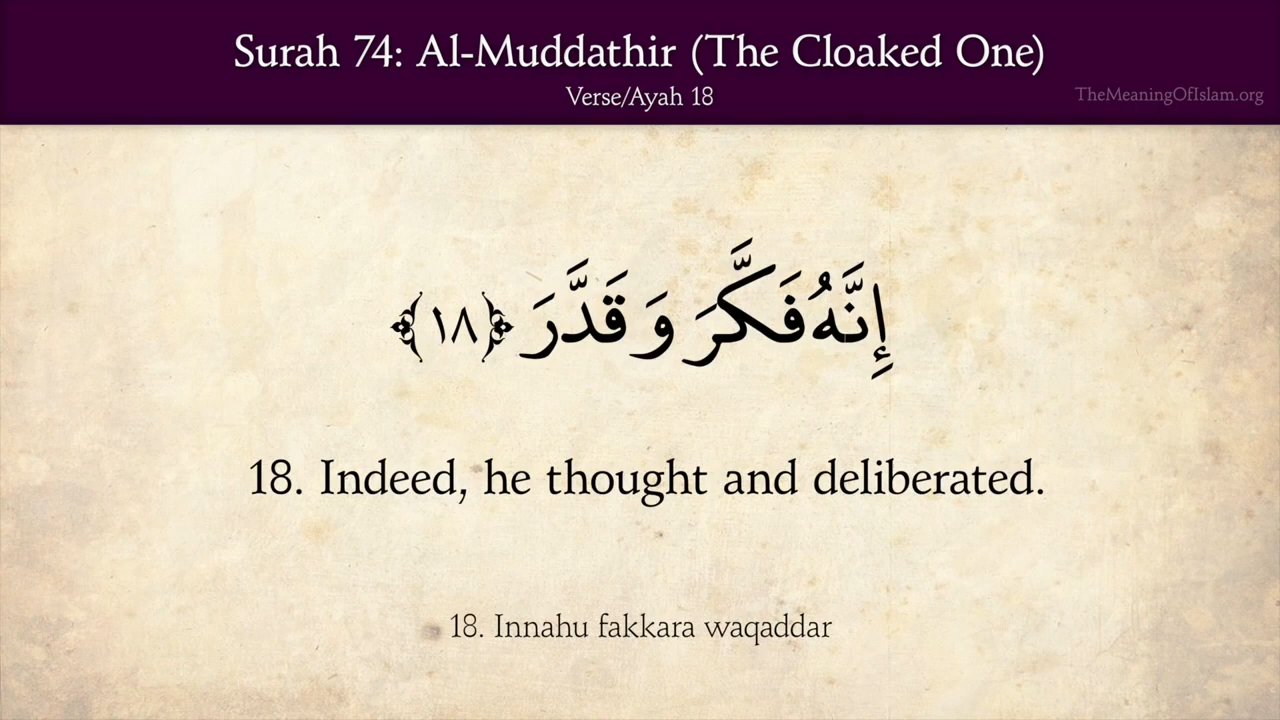 Surah 74: Al-Muddathir (The Cloaked One)
Verse/Ayah 18
TheMeaningOfIslam.org
إِنَّهُ فَكَّرَ وَ قَدَّرَ ﴿١٨﴾
18. Indeed, he thought and deliberated.
18. Innahu fakkara waqaddar